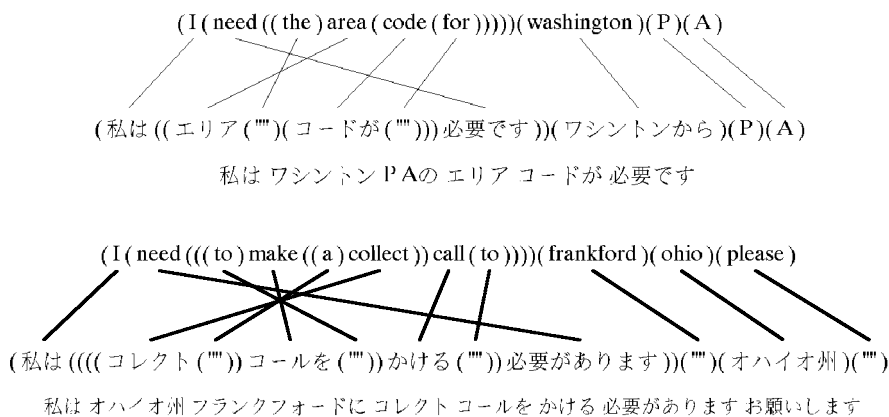 (I(need((the)area(code(for)))))(washington)(P)(A)
(私は((エリア("")(コードが("")))必要です))(ワシントンから)(P)(A)
私は ワシントン P Aの エリア コードが 必要です
(I(need(((to)make((a)collect))call(to))))(frankford)(ohio)(please)
(私は((((コレクト(""))コールを(""))かける(""))必要があります))("")(オハイオ州)("")
私は オハイオ州 フランクフォードに コレクト コールを かける 必要があります お願いします